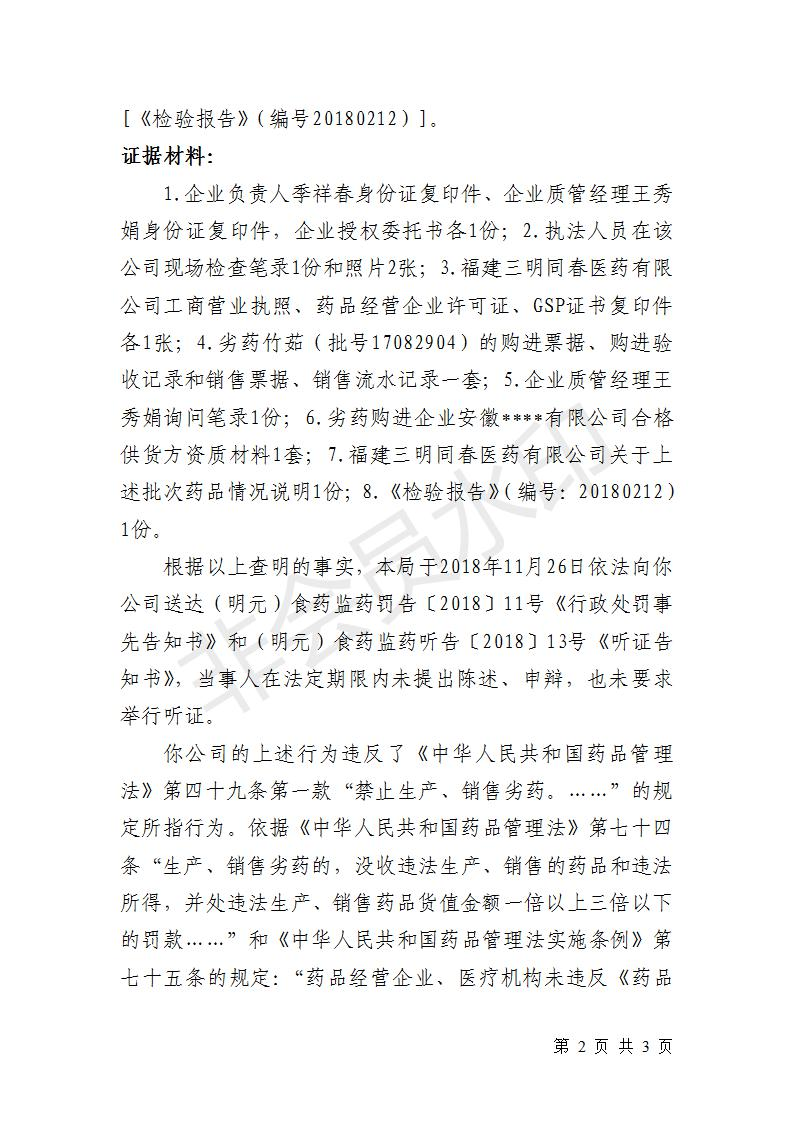 [《检验报告》（编号20180212）]。
证据材料：
1.企业负责人季祥春身份证复印件、企业质管经理王秀
娟身份证复印件，企业授权委托书各1份；2.执法人员在该
公司现场检查笔录1份和照片2张；3.福建三明同春医药有限
公司工商营业执照、药品经营企业许可证、GSP证书复印件
各1张；4.劣药竹茹（批号17082904）的购进票据、购进验
收记录和销售票据、销售流水记录一套；5.企业质管经理王
秀娟询问笔录1份；6.劣药购进企业安徽****有限公司合格
供货方资质材料1套；7.福建三明同春医药有限公司关于上
述批次药品情况说明1份；8.《检验报告》（编号：20180212）
1份。
根据以上查明的事实，本局于2018年11月26日依法向你
公司送达（明元）食药监药罚告〔2018〕11号《行政处罚事
先告知书》和（明元）食药监药听告〔2018〕13号《听证告
知书》，当事人在法定期限内未提出陈述、申辩，也未要求
举行听证。
你公司的上述行为违反了《中华人民共和国药品管理
法》第四十九条第一款“禁止生产、销售劣药。……”的规
定所指行为。依据《中华人民共和国药品管理法》第七十四
条“生产、销售劣药的，没收违法生产、销售的药品和违法
所得，并处违法生产、销售药品货值金额一倍以上三倍以下
的罚款……”和《中华人民共和国药品管理法实施条例》第
七十五条的规定：“药品经营企业、医疗机构未违反《药品
第 2 页 共 3 页
非会员水印